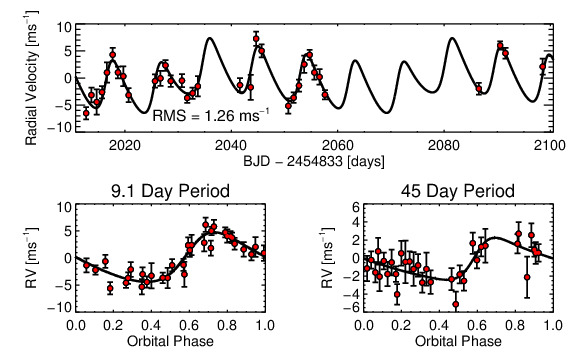 10
5
0
−5
−10
Radial Velocity [ms⁻¹]
RMS = 1.26 ms⁻¹
2020 2040 2060 2080 2100
BJD − 2454833 [days]
9.1 Day Period
10
5
0
−5
−10
RV [ms⁻¹]
0.0 0.2 0.4 0.6 0.8 1.0
Orbital Phase
45 Day Period
6
4
2
0
−2
−4
−6
RV [ms⁻¹]
0.0 0.2 0.4 0.6 0.8 1.0
Orbital Phase